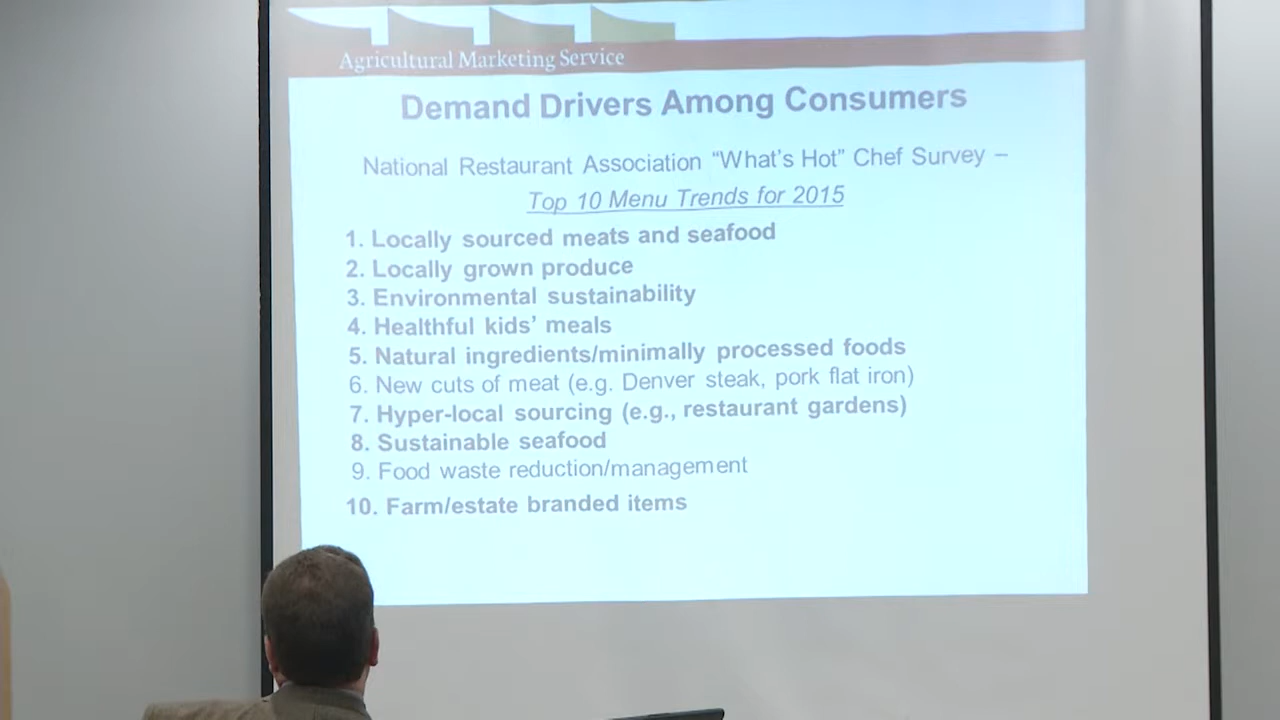 Agricultural Marketing Service
Demand Drivers Among Consumers
National Restaurant Association “What’s Hot” Chef Survey –
Top 10 Menu Trends for 2015
1. Locally sourced meats and seafood
2. Locally grown produce
3. Environmental sustainability
4. Healthful kids’ meals
5. Natural ingredients/minimally processed foods
6. New cuts of meat (e.g. Denver steak, pork flat iron)
7. Hyper-local sourcing (e.g., restaurant gardens)
8. Sustainable seafood
9. Food waste reduction/management
10. Farm/estate branded items